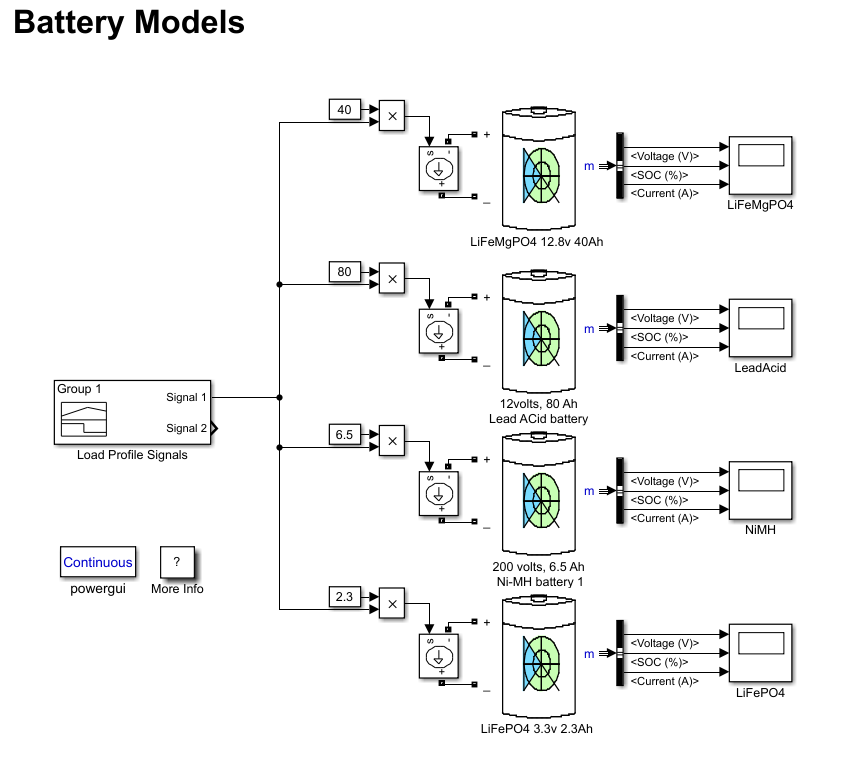 Battery Models
40
×
s
-
+
+
_
m
<Voltage (V)>
<SOC (%)>
<Current (A)>
LiFeMgPO4
LiFeMgPO4 12.8v 40Ah
80
×
s
-
+
+
_
m
<Voltage (V)>
<SOC (%)>
<Current (A)>
LeadAcid
12volts, 80 Ah
Lead ACid battery
Group 1
Signal 1
Signal 2
Load Profile Signals
6.5
×
s
-
+
+
_
m
<Voltage (V)>
<SOC (%)>
<Current (A)>
NiMH
200 volts, 6.5 Ah
Ni-MH battery 1
Continuous
powergui
?
More Info
2.3
×
s
-
+
+
_
m
<Voltage (V)>
<SOC (%)>
<Current (A)>
LiFePO4
LiFePO4 3.3v 2.3Ah